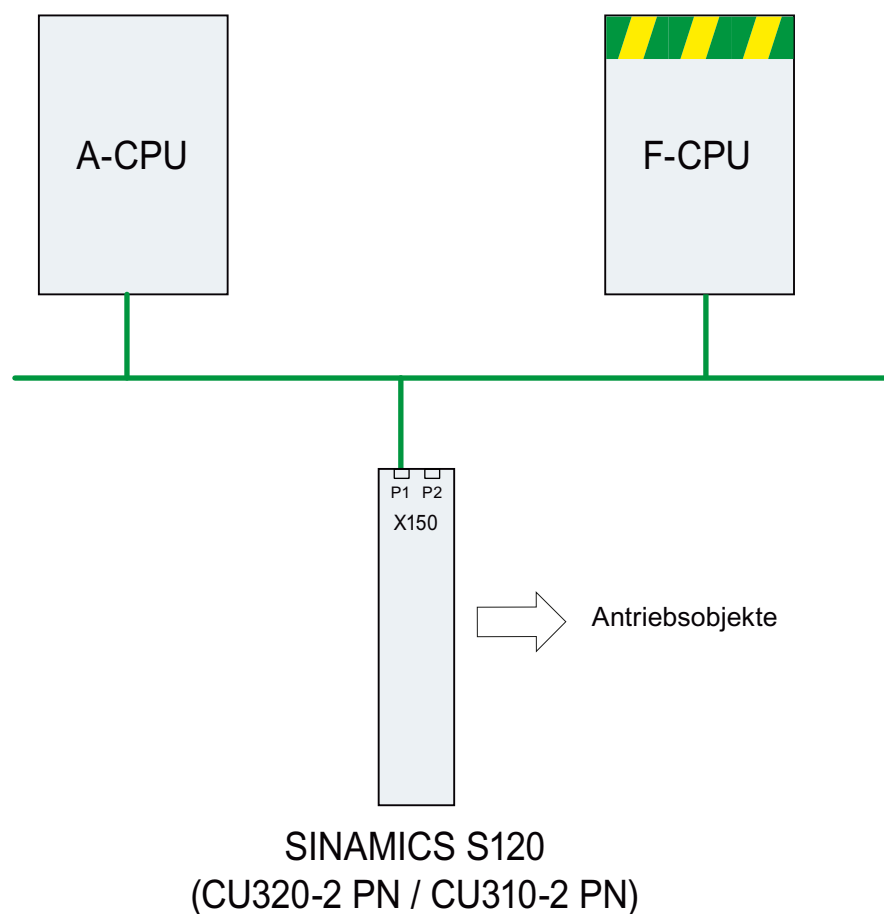 A-CPU
F-CPU
P1 P2
X150
Antriebsobjekte
SINAMICS S120
(CU320-2 PN / CU310-2 PN)